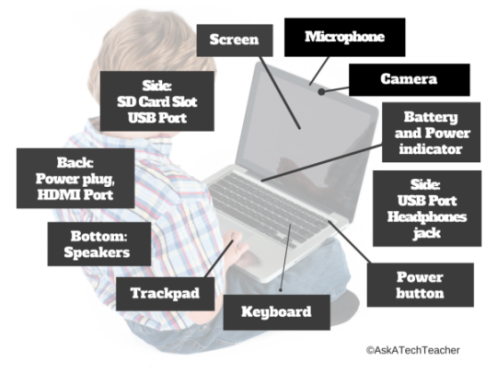 Screen
Microphone
Camera
Side:
SD Card Slot
USB Port
Battery
and Power
indicator
Back:
Power plug,
HDMI Port
Side:
USB Port
Headphones
jack
Bottom:
Speakers
Trackpad
Keyboard
Power
button
©AskATechTeacher